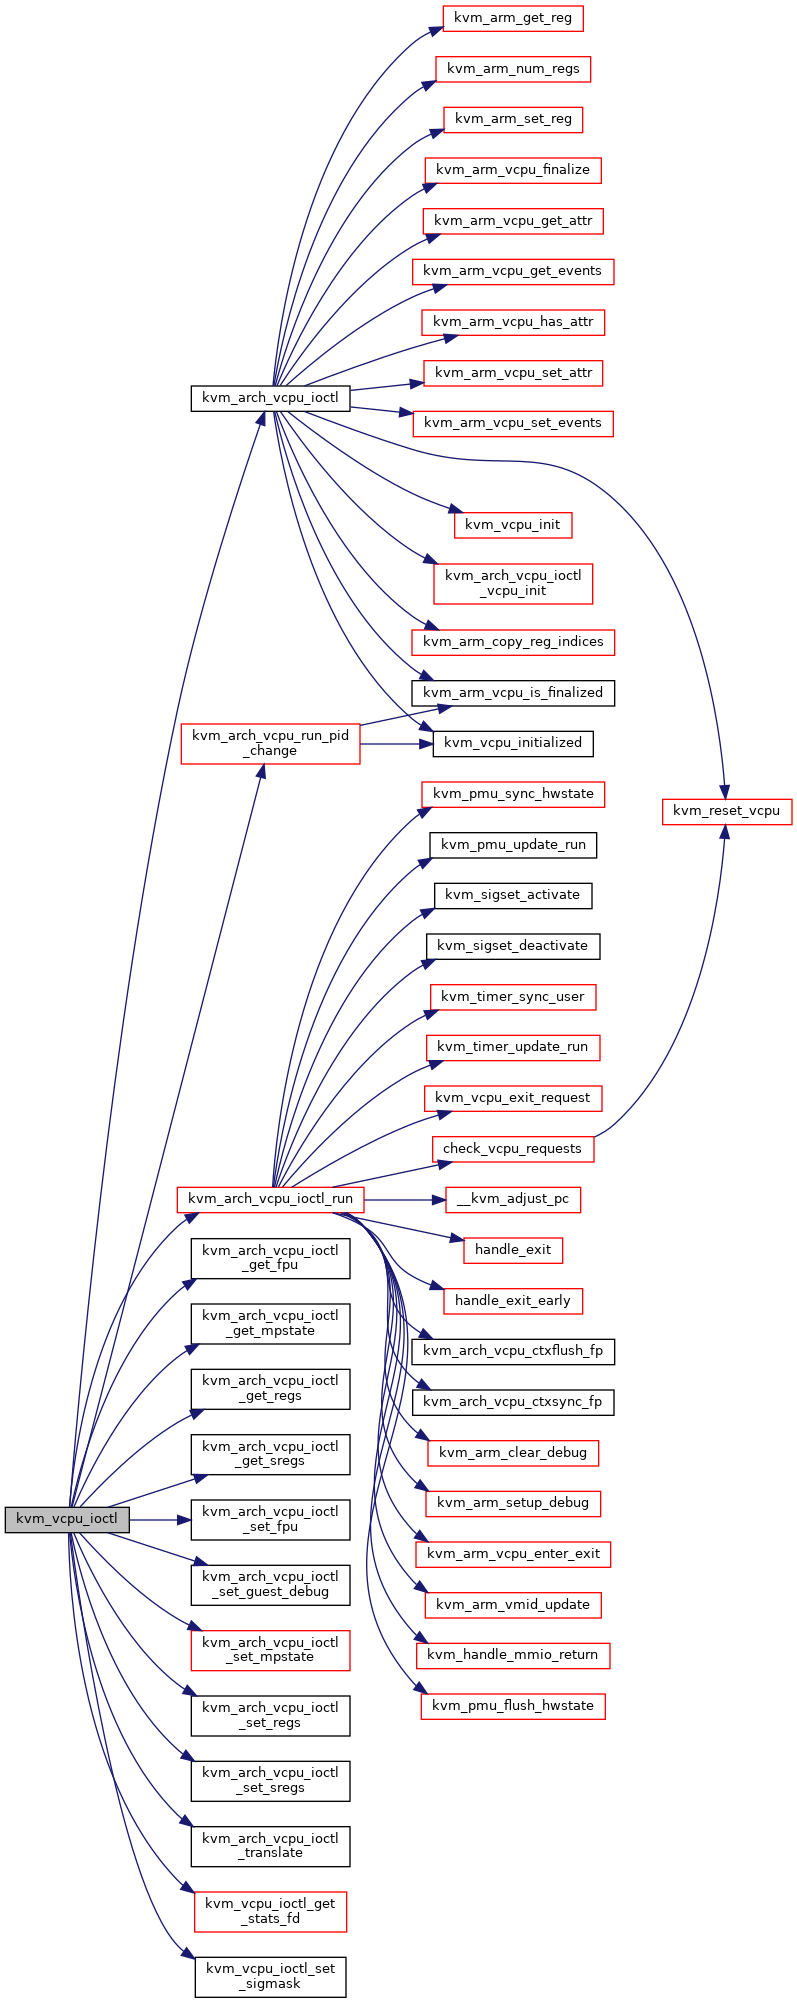 kvm_arm_get_reg
kvm_arm_num_regs
kvm_arm_set_reg
kvm_arm_vcpu_finalize
kvm_arm_vcpu_get_attr
kvm_arm_vcpu_get_events
kvm_arm_vcpu_has_attr
kvm_arm_vcpu_set_attr
kvm_arch_vcpu_ioctl
kvm_arm_vcpu_set_events
kvm_vcpu_init
kvm_arch_vcpu_ioctl
_vcpu_init
kvm_arm_copy_reg_indices
kvm_arm_vcpu_is_finalized
kvm_arch_vcpu_run_pid
_change
kvm_vcpu_initialized
kvm_pmu_sync_hwstate
kvm_reset_vcpu
kvm_pmu_update_run
kvm_sigset_activate
kvm_sigset_deactivate
kvm_timer_sync_user
kvm_timer_update_run
kvm_vcpu_exit_request
check_vcpu_requests
kvm_arch_vcpu_ioctl_run
__kvm_adjust_pc
handle_exit
kvm_arch_vcpu_ioctl
_get_fpu
handle_exit_early
kvm_arch_vcpu_ioctl
_get_mpstate
kvm_arch_vcpu_ctxflush_fp
kvm_arch_vcpu_ioctl
_get_regs
kvm_arch_vcpu_ctxsync_fp
kvm_arch_vcpu_ioctl
_get_sregs
kvm_arm_clear_debug
kvm_arm_setup_debug
kvm_vcpu_ioctl
kvm_arch_vcpu_ioctl
_set_fpu
kvm_arm_vcpu_enter_exit
kvm_arch_vcpu_ioctl
_set_guest_debug
kvm_arm_vmid_update
kvm_arch_vcpu_ioctl
_set_mpstate
kvm_handle_mmio_return
kvm_pmu_flush_hwstate
kvm_arch_vcpu_ioctl
_set_regs
kvm_arch_vcpu_ioctl
_set_sregs
kvm_arch_vcpu_ioctl
_translate
kvm_vcpu_ioctl_get
_stats_fd
kvm_vcpu_ioctl_set
_sigmask